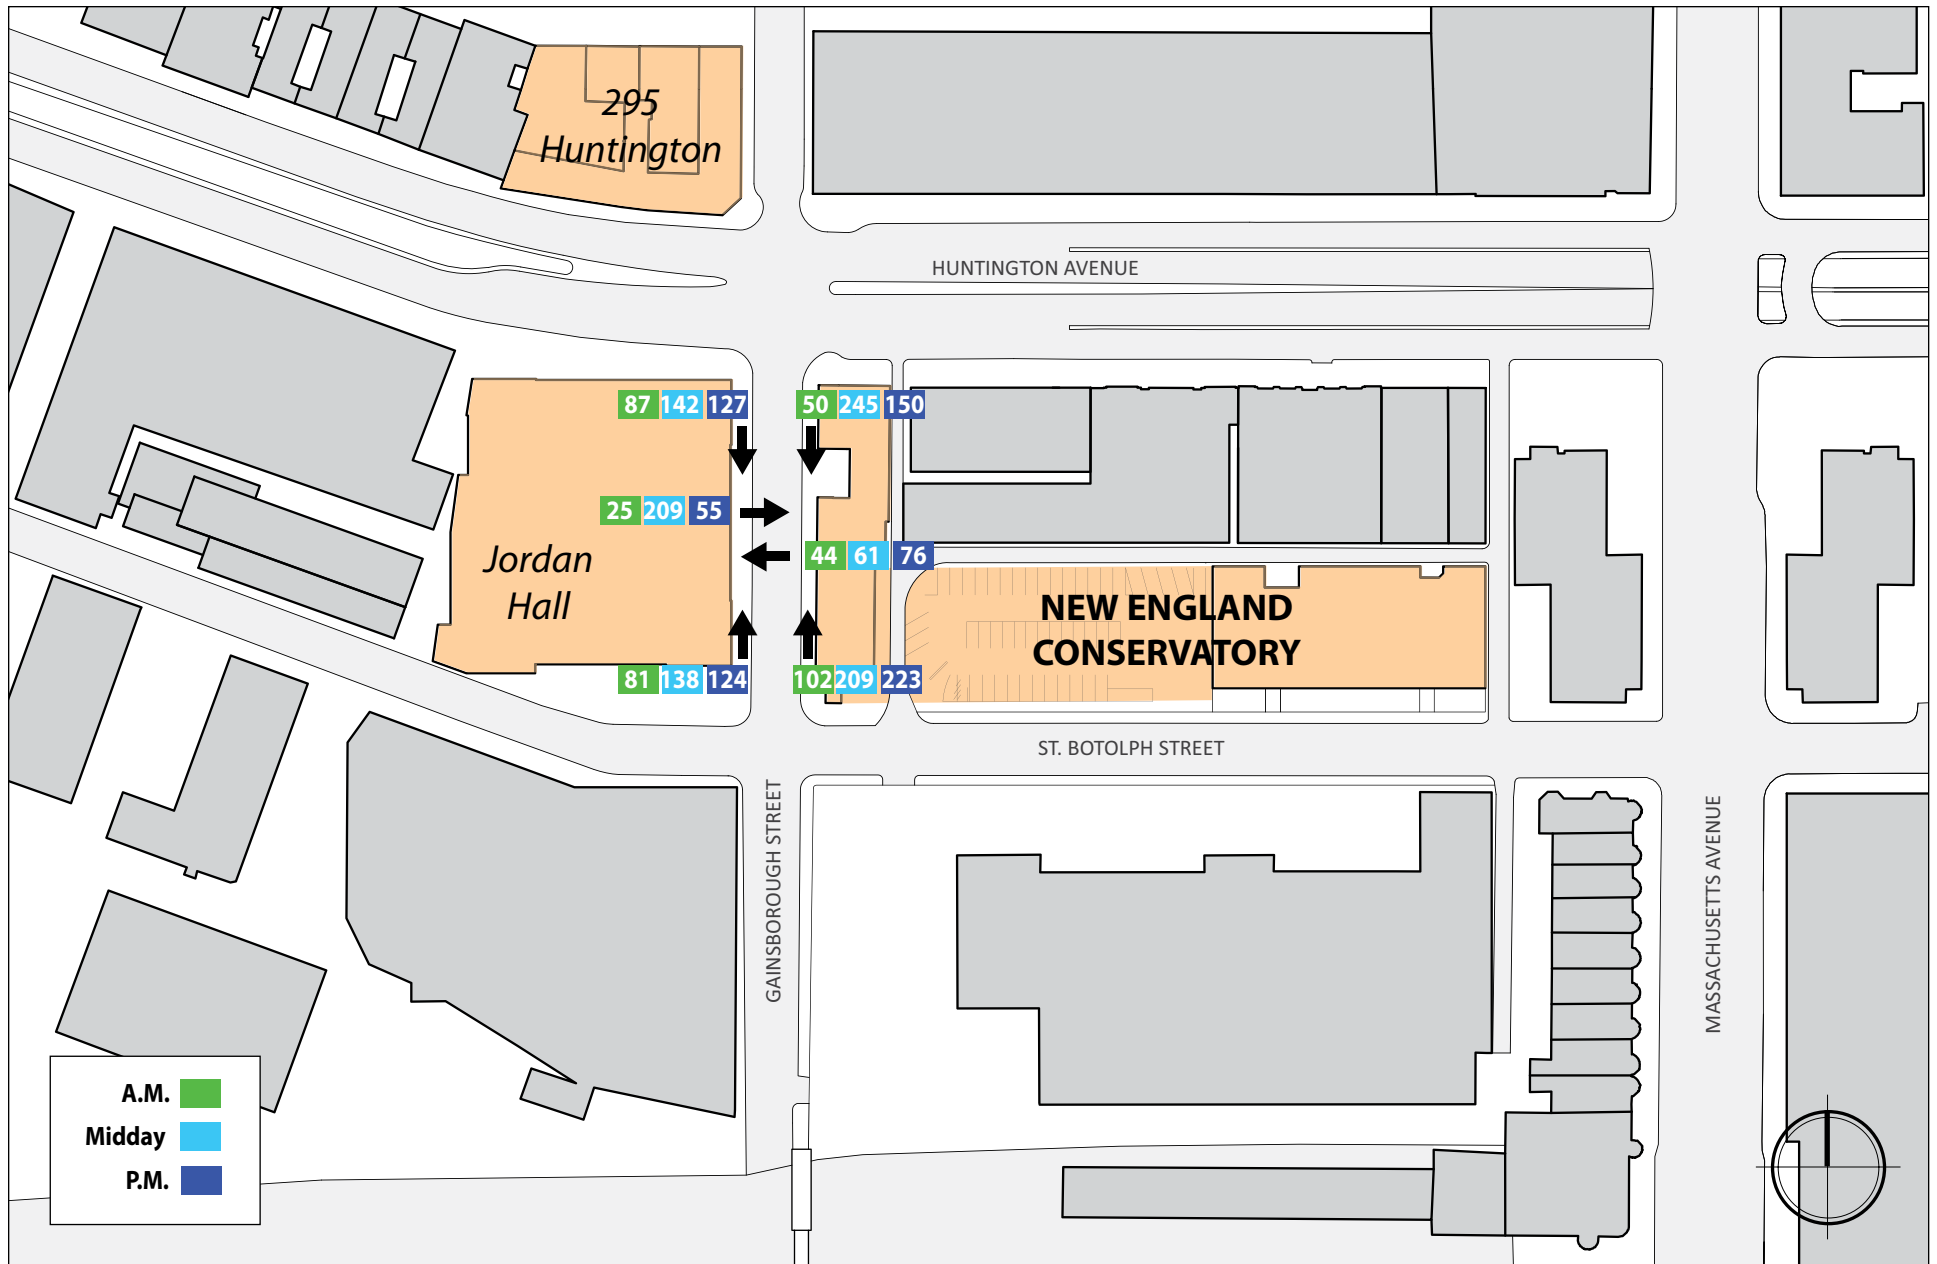 295
Huntington
HUNTINGTON AVENUE
87 142 127
50 245 150
25 209 55
44 61 76
Jordan
Hall
NEW ENGLAND
CONSERVATORY
81 138 124
102 209 223
ST. BOTOLPH STREET
GAINSBOROUGH STREET
MASSACHUSETTS AVENUE
A.M.
Midday
P.M.